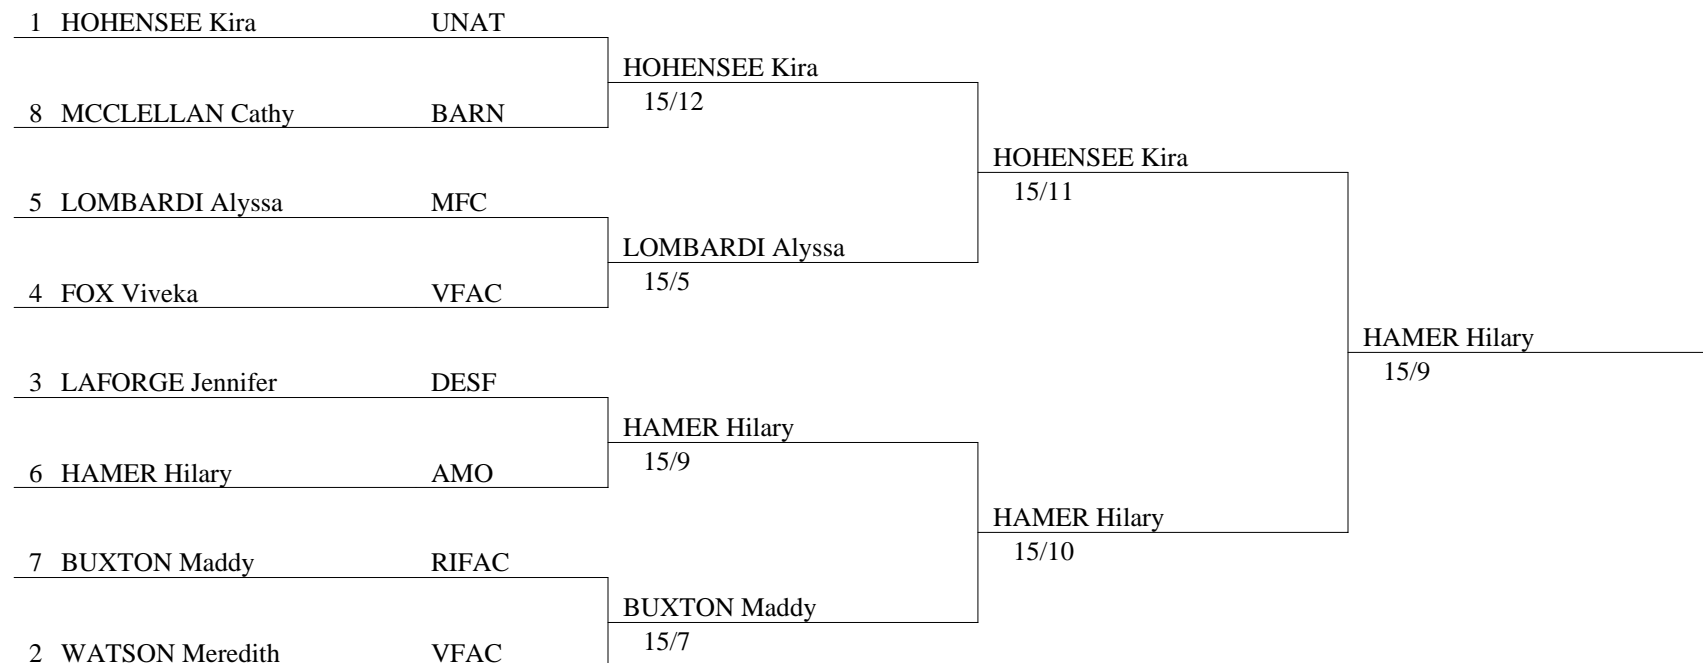 1 HOHENSEE Kira UNAT
HOHENSEE Kira
15/12
8 MCCLELLAN Cathy BARN
HOHENSEE Kira
15/11
5 LOMBARDI Alyssa MFC
LOMBARDI Alyssa
15/5
4 FOX Viveka VFAC
HAMER Hilary
15/9
3 LAFORGE Jennifer DESF
HAMER Hilary
15/9
6 HAMER Hilary AMO
HAMER Hilary
15/10
7 BUXTON Maddy RIFAC
BUXTON Maddy
15/7
2 WATSON Meredith VFAC